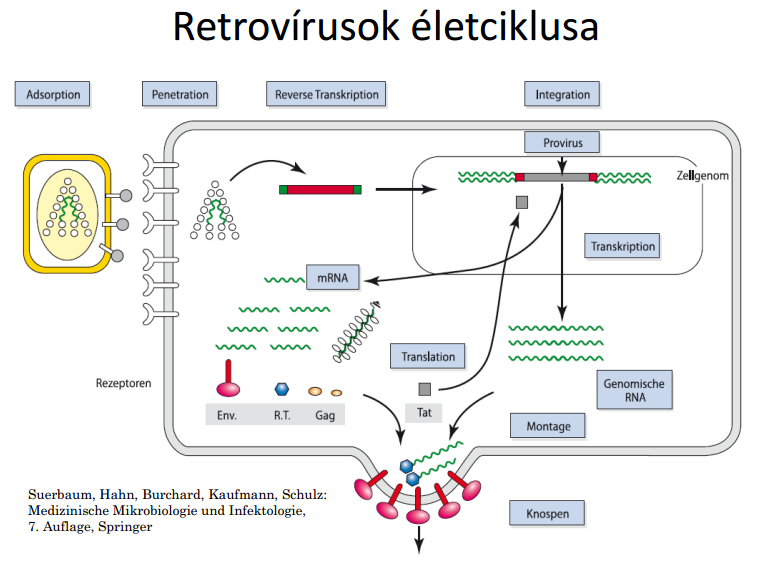 Retrovírusok életciklusa
Adsorption
Penetration
Reverse Transkription
Integration
Provirus
Zellgenom
Transkription
mRNA
Translation
Rezeptoren
Genomische
RNA
Env.
R.T.
Gag
Tat
Montage
Suerbaum, Hahn, Burchard, Kaufmann, Schulz:
Medizinische Mikrobiologie und Infektologie,
7. Auflage, Springer
Knospen